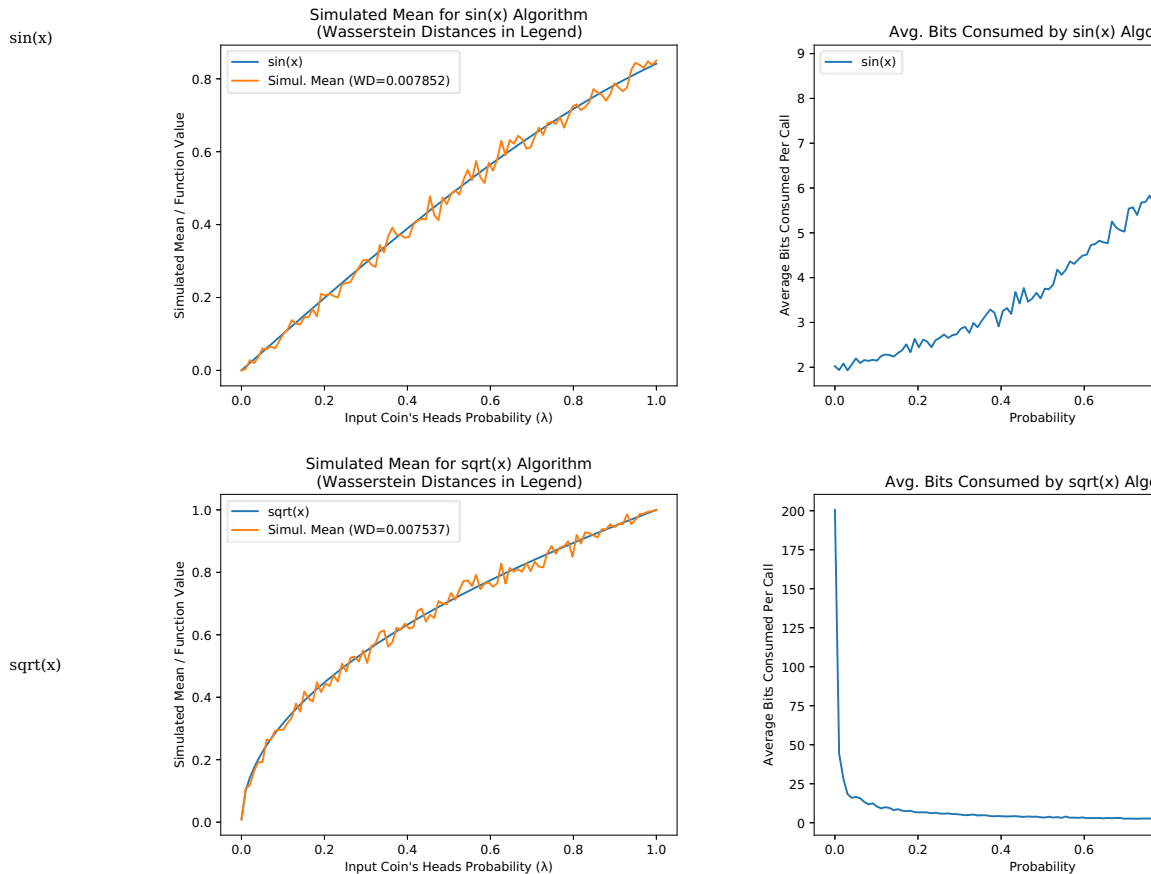 sin(x)
Simulated Mean for sin(x) Algorithm
(Wasserstein Distances in Legend)
sin(x)
Simul. Mean (WD=0.007852)
Simulated Mean / Function Value
0.8
0.6
0.4
0.2
0.0
0.0 0.2 0.4 0.6 0.8 1.0
Input Coin's Heads Probability (λ)
Avg. Bits Consumed by sin(x) Algo
sin(x)
Average Bits Consumed Per Call
9
8
7
6
5
4
3
2
0.0 0.2 0.4 0.6
Probability
sqrt(x)
Simulated Mean for sqrt(x) Algorithm
(Wasserstein Distances in Legend)
sqrt(x)
Simul. Mean (WD=0.007537)
Simulated Mean / Function Value
1.0
0.8
0.6
0.4
0.2
0.0
0.0 0.2 0.4 0.6 0.8 1.0
Input Coin's Heads Probability (λ)
Avg. Bits Consumed by sqrt(x) Algo
Average Bits Consumed Per Call
200
175
150
125
100
75
50
25
0
0.0 0.2 0.4 0.6
Probability